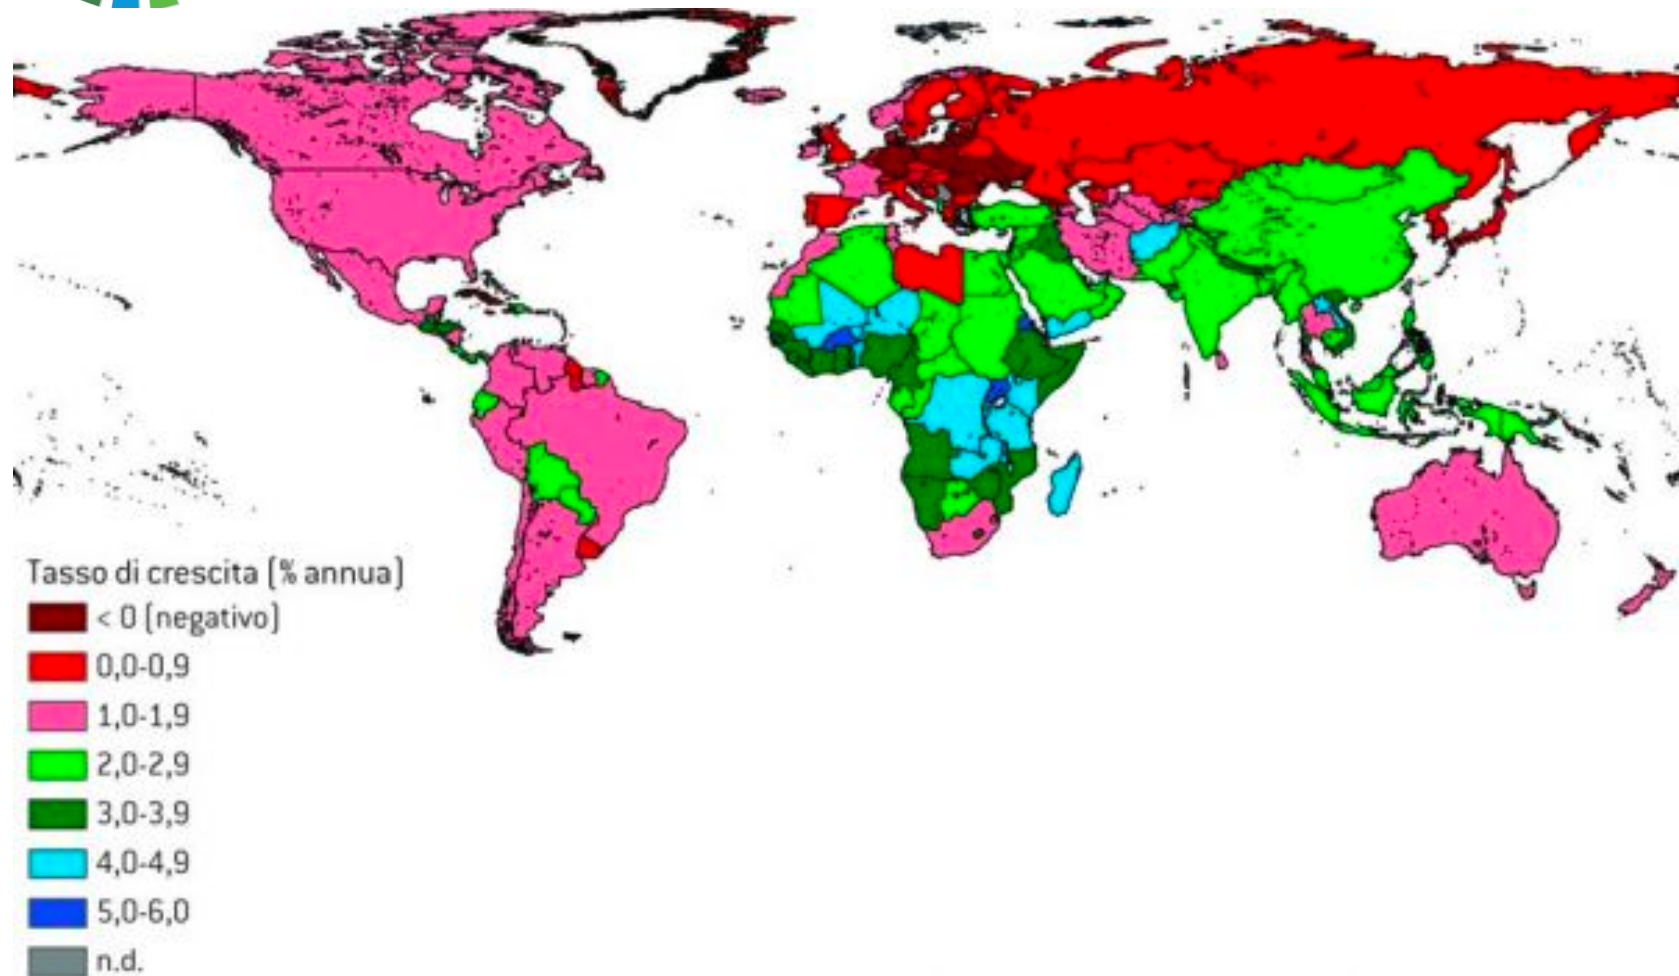 Tasso di crescita (% annua)
< 0 (negativo)
0,0-0,9
1,0-1,9
2,0-2,9
3,0-3,9
4,0-4,9
5,0-6,0
n.d.